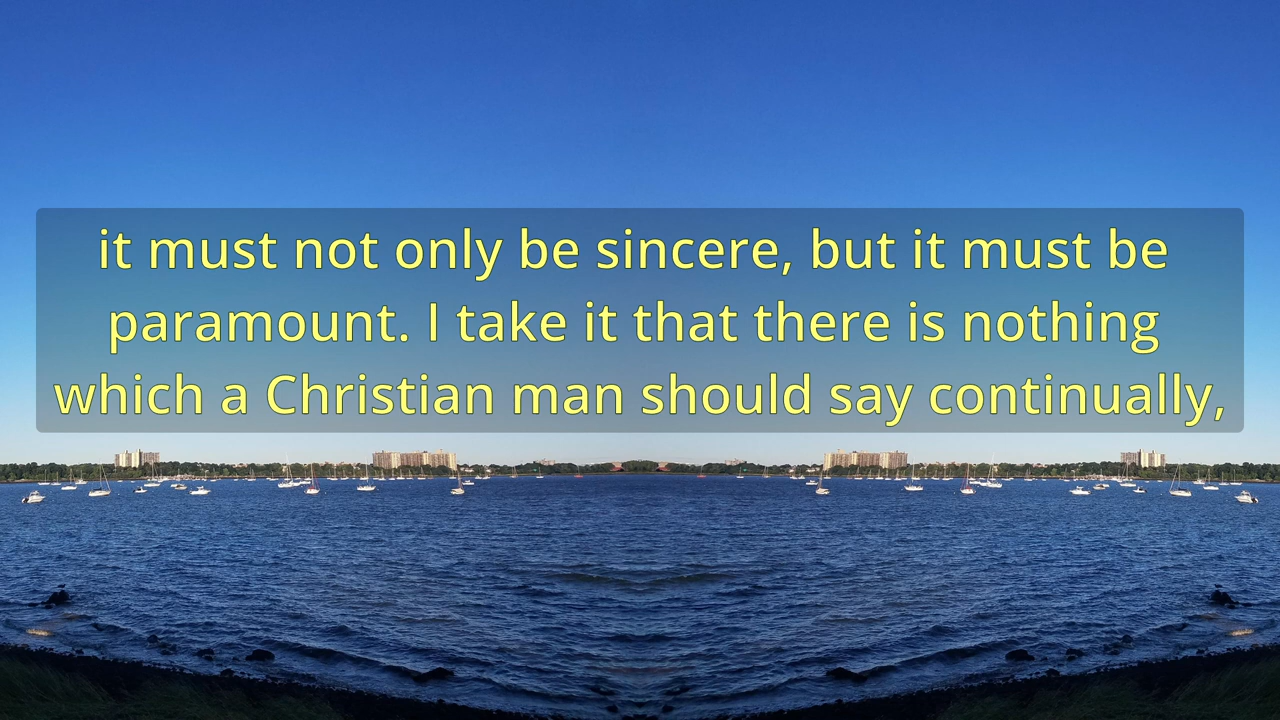 it must not only be sincere, but it must be
paramount. I take it that there is nothing
which a Christian man should say continually,